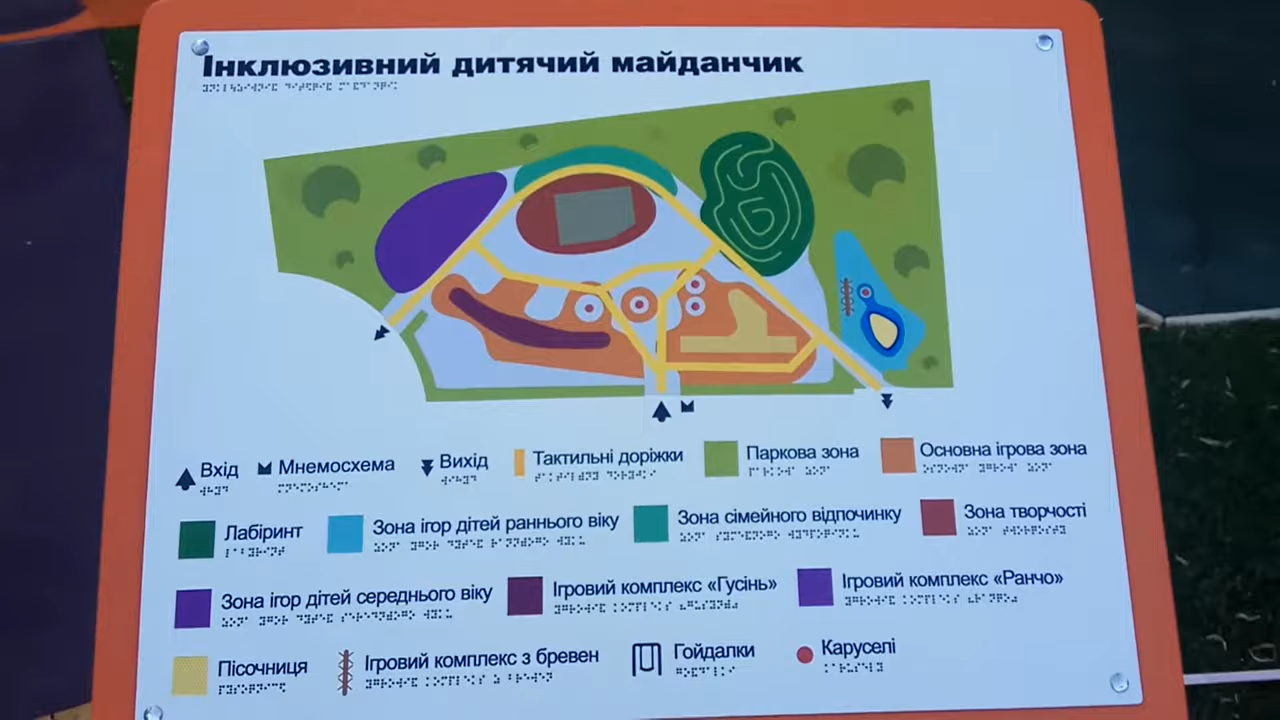 Інклюзивний дитячий майданчик
Вхід
Мнемосхема
Вихід
Тактильні доріжки
Паркова зона
Основна ігрова зона
Лабіринт
Зона ігор дітей раннього віку
Зона сімейного відпочинку
Зона творчості
Зона ігор дітей середнього віку
Ігровий комплекс «Гусінь»
Ігровий комплекс «Ранчо»
Пісочниця
Ігровий комплекс з бревен
Гойдалки
Каруселі